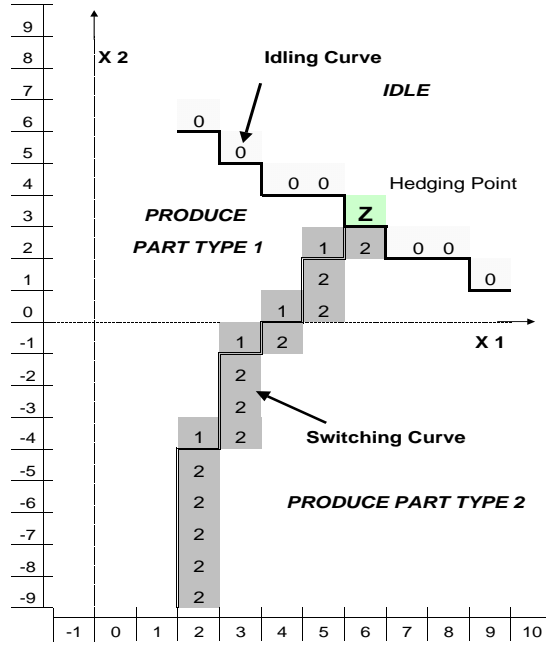 9
8 X 2 Idling Curve
7 IDLE
6 0
5 0
4 0 0 Hedging Point
3 PRODUCE Z
2 PART TYPE 1 1 2 0 0
1 2 0
0 1 2
-1 1 2 X 1
-2 2
-3 2
-4 1 2 Switching Curve
-5 2
-6 2 PRODUCE PART TYPE 2
-7 2
-8 2
-9 2
-1 0 1 2 3 4 5 6 7 8 9 10